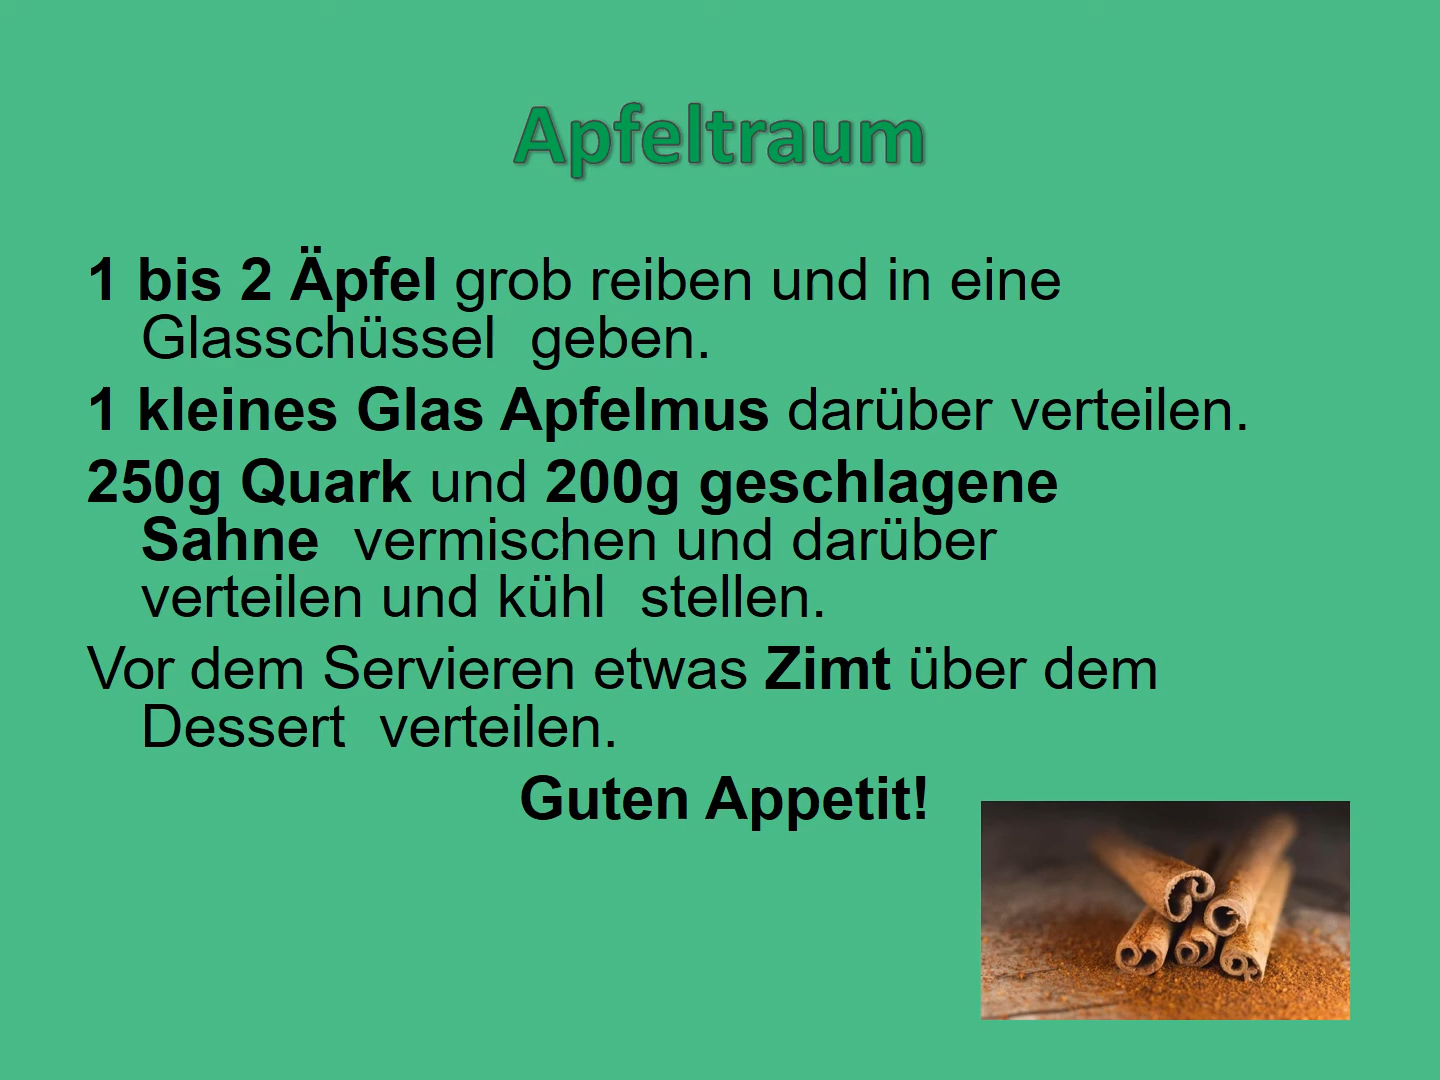 Apfeltraum
1 bis 2 Äpfel grob reiben und in eine
Glasschüssel geben.
1 kleines Glas Apfelmus darüber verteilen.
250g Quark und 200g geschlagene
Sahne vermischen und darüber
verteilen und kühl stellen.
Vor dem Servieren etwas Zimt über dem
Dessert verteilen.
Guten Appetit!